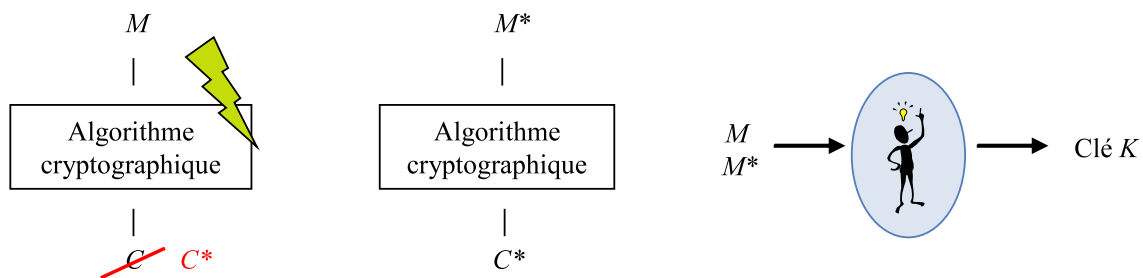 M
Algorithme
cryptographique
C C*
M*
Algorithme
cryptographique
C*
M
M*
Clé K